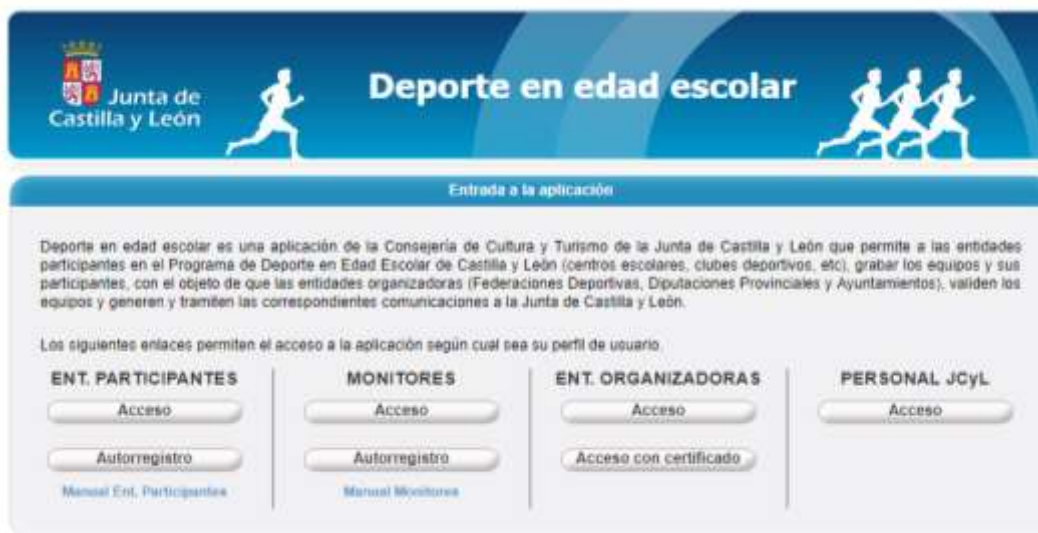 Junta de
Castilla y León
Deporte en edad escolar
Entrada a la aplicación
Deporte en edad escolar es una aplicación de la Consejería de Cultura y Turismo de la Junta de Castilla y León que permite a las entidades
participantes en el Programa de Deporte en Edad Escolar de Castilla y León (centros escolares, clubes deportivos, etc), grabar los equipos y sus
participantes, con el objeto de que las entidades organizadoras (Federaciones Deportivas, Diputaciones Provinciales y Ayuntamientos), validen los
equipos y generen y tramiten las correspondientes comunicaciones a la Junta de Castilla y León.
Los siguientes enlaces permiten el acceso a la aplicación según cual sea su perfil de usuario.
ENT. PARTICIPANTES
Acceso
Autorregistro
Manual Ent. Participantes
MONITORES
Acceso
Autorregistro
Manual Monitores
ENT. ORGANIZADORAS
Acceso
Acceso con certificado
PERSONAL JCyL
Acceso